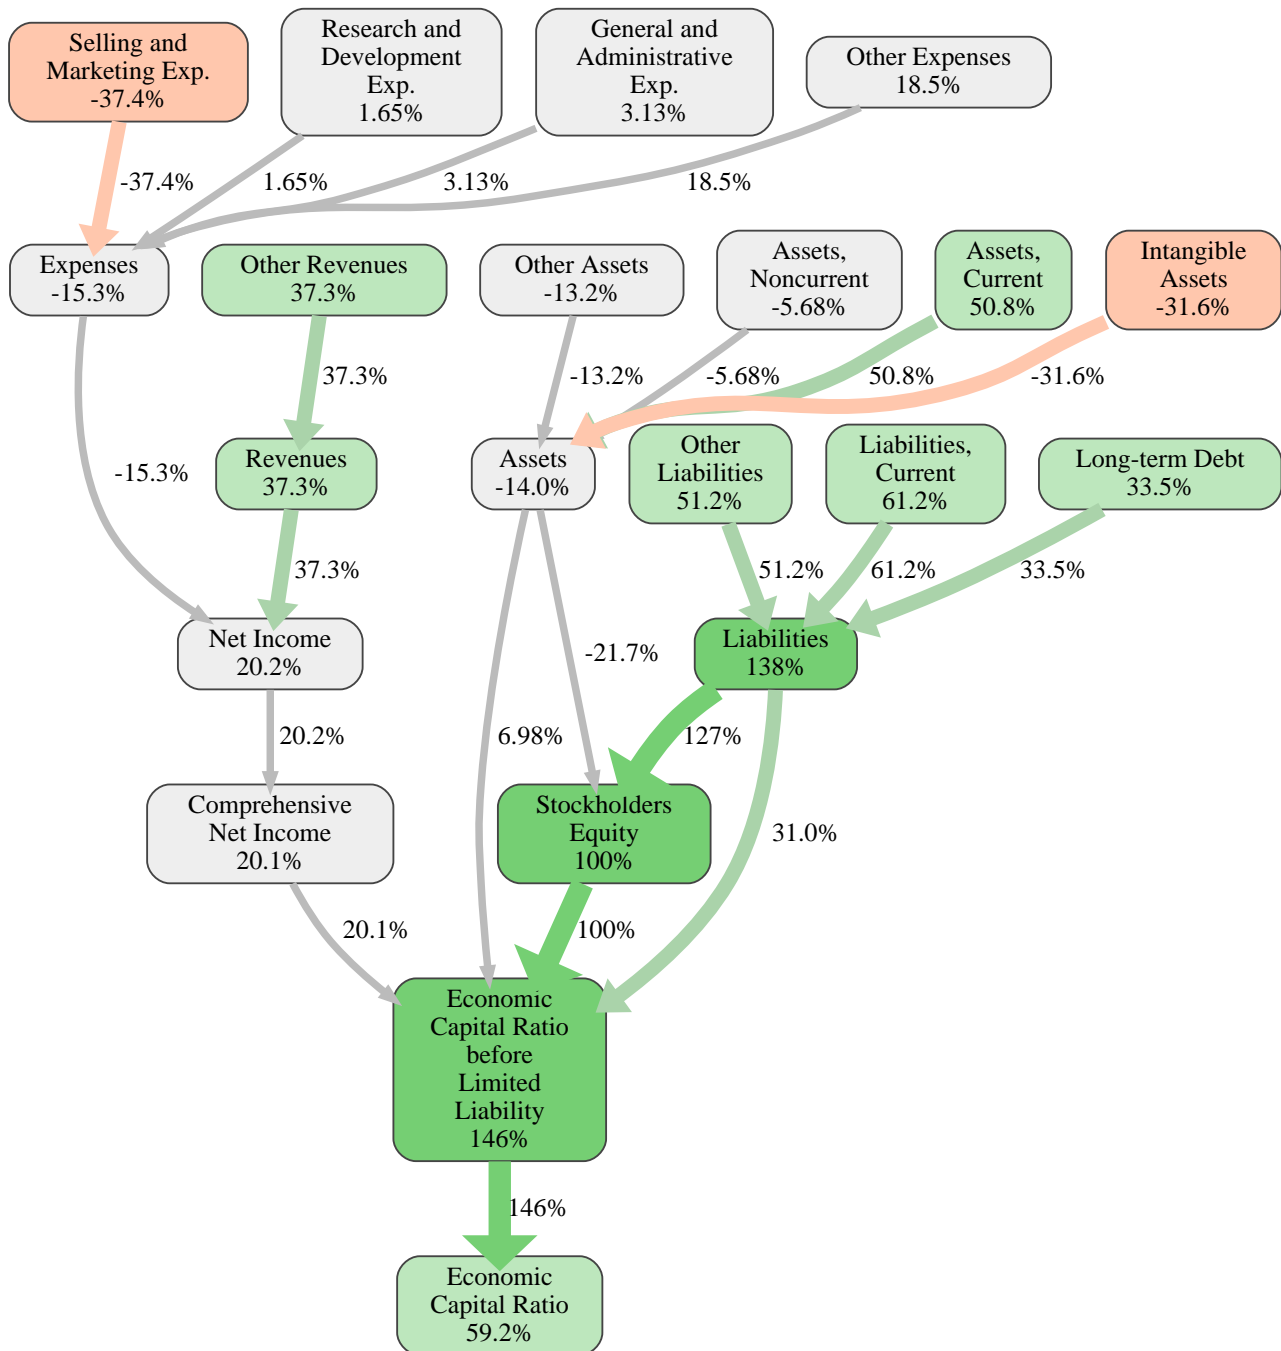 Selling and
Marketing Exp.
-37.4%
Research and
Development
Exp.
1.65%
General and
Administrative
Exp.
3.13%
Other Expenses
18.5%
-37.4%
1.65%
3.13%
18.5%
Expenses
-15.3%
Other Revenues
37.3%
Other Assets
-13.2%
Assets,
Noncurrent
-5.68%
Assets,
Current
50.8%
Intangible
Assets
-31.6%
37.3%
-13.2%
-5.68%
50.8%
-31.6%
-15.3%
Revenues
37.3%
Assets
-14.0%
Other
Liabilities
51.2%
Liabilities,
Current
61.2%
Long-term Debt
33.5%
37.3%
51.2%
61.2%
33.5%
Net Income
20.2%
-21.7%
Liabilities
138%
20.2%
6.98%
127%
Comprehensive
Net Income
20.1%
Stockholders
Equity
100%
31.0%
20.1%
100%
Economic
Capital Ratio
before
Limited
Liability
146%
146%
Economic
Capital Ratio
59.2%